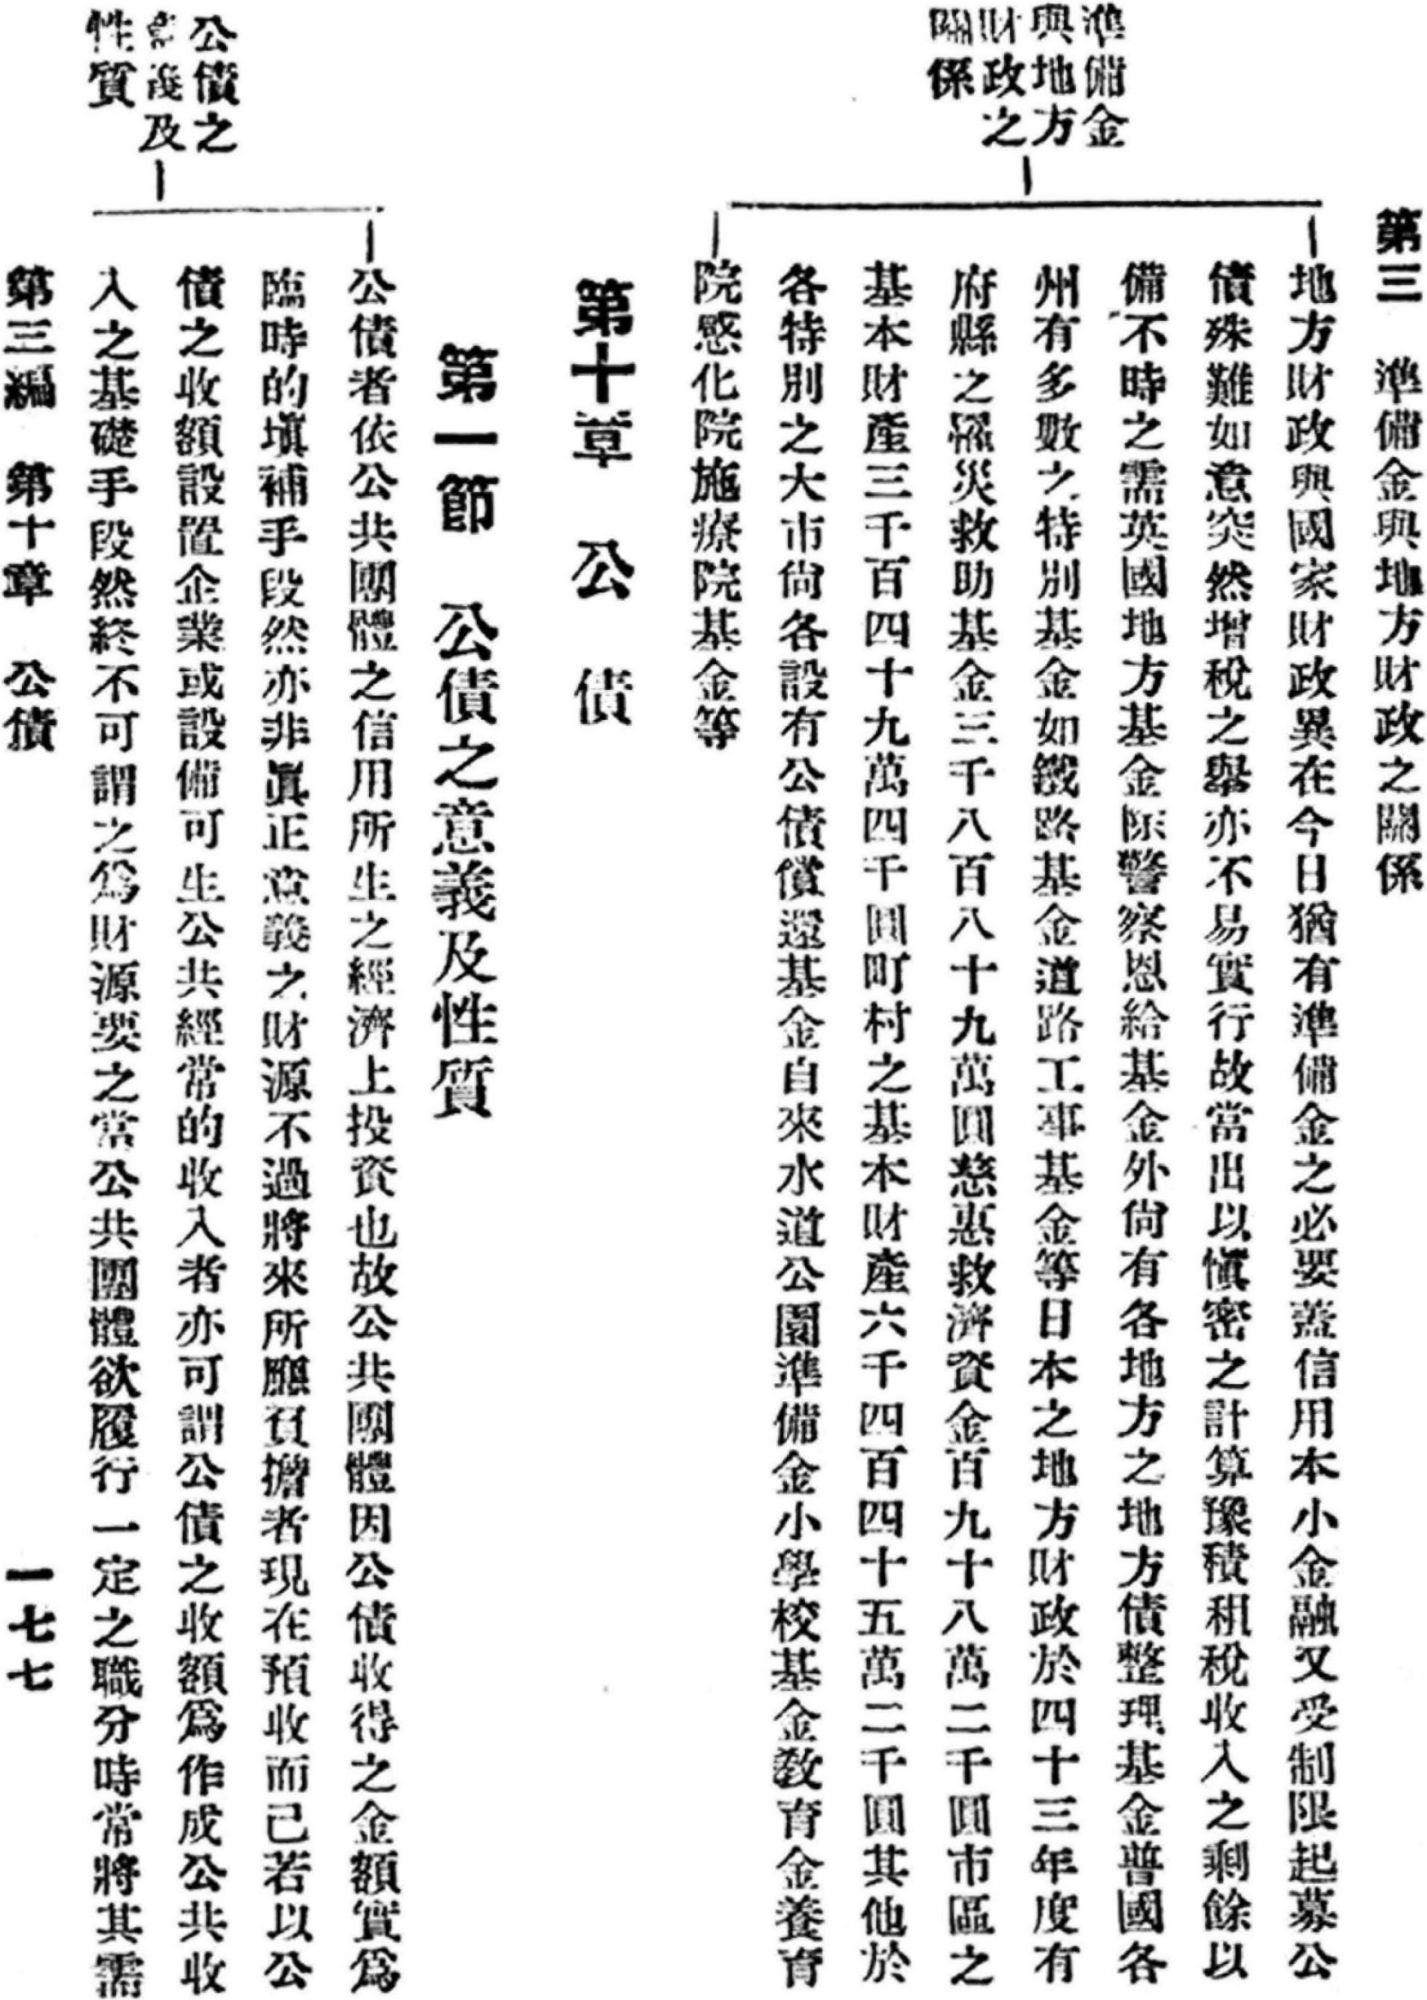 第三　準備金與地方財政之關係
準備金
與地方
財政之
關係
地方財政與國家財政異在今日猶有準備金之必要蓋信用本小金融又受制限起募公
債殊難如意突然增稅之舉亦不易實行故當出以愼密之計算豫積租稅收入之剩餘以
備不時之需英國地方基金除警察恩給基金外尙有各地方之地方債整理基金普國各
州有多數之特別基金如鐵路基金道路工事基金等日本之地方財政於四十三年度有
府縣之罹災救助基金三千八百八十九萬圓慈惠救濟資金百九十八萬二千圓市區之
基本財產三千百四十九萬四千圓町村之基本財產六千四百四十五萬二千圓其他於
各特別之大市尙各設有公債償還基金自來水道公園準備金小學校基金敎育金養育
院感化院施療院基金等
第十章　公　債
第一節　公債之意義及性質
公債之
意義及
性質
公債者依公共團體之信用所生之經濟上投資也故公共團體因公債收得之金額實爲
臨時的塡補手段然亦非眞正意義之財源不過將來所應負擔者現在預收而已若以公
債之收額設置企業或設備可生公共經常的收入者亦可謂公債之收額爲作成公共收
入之基礎手段然終不可謂之爲財源要之當公共團體欲履行一定之職分時常將其需
第三編　第十章　公債　一七七